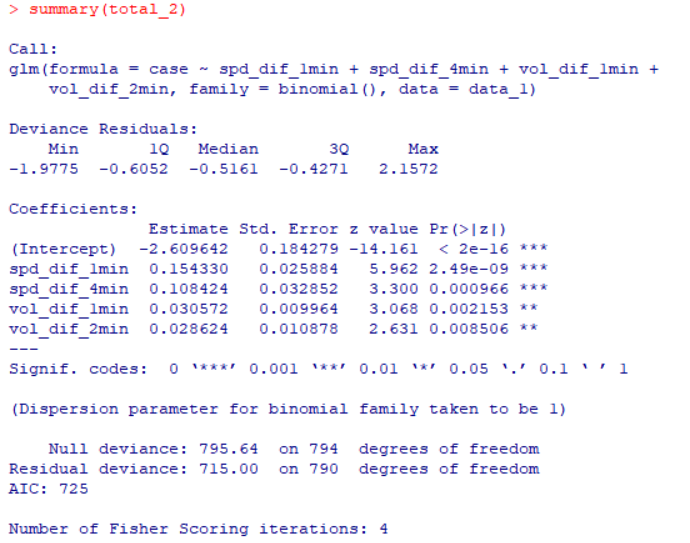 > summary(total_2)
Call:
glm(formula = case ~ spd_dif_1min + spd_dif_4min + vol_dif_1min +
    vol_dif_2min, family = binomial(), data = data_1)
Deviance Residuals:
    Min      1Q  Median      3Q     Max
-1.9775 -0.6052 -0.5161 -0.4271  2.1572
Coefficients:
             Estimate Std. Error z value Pr(>|z|)
(Intercept)  -2.609642   0.184279 -14.161  < 2e-16 ***
spd_dif_1min  0.154330   0.025884   5.962 2.49e-09 ***
spd_dif_4min  0.108424   0.032852   3.300 0.000966 ***
vol_dif_1min  0.030572   0.009964   3.068 0.002153 **
vol_dif_2min  0.028624   0.010878   2.631 0.008506 **
---
Signif. codes:  0 ‘***’ 0.001 ‘**’ 0.01 ‘*’ 0.05 ‘.’ 0.1 ‘ ’ 1
(Dispersion parameter for binomial family taken to be 1)
    Null deviance: 795.64  on 794  degrees of freedom
Residual deviance: 715.00  on 790  degrees of freedom
AIC: 725
Number of Fisher Scoring iterations: 4